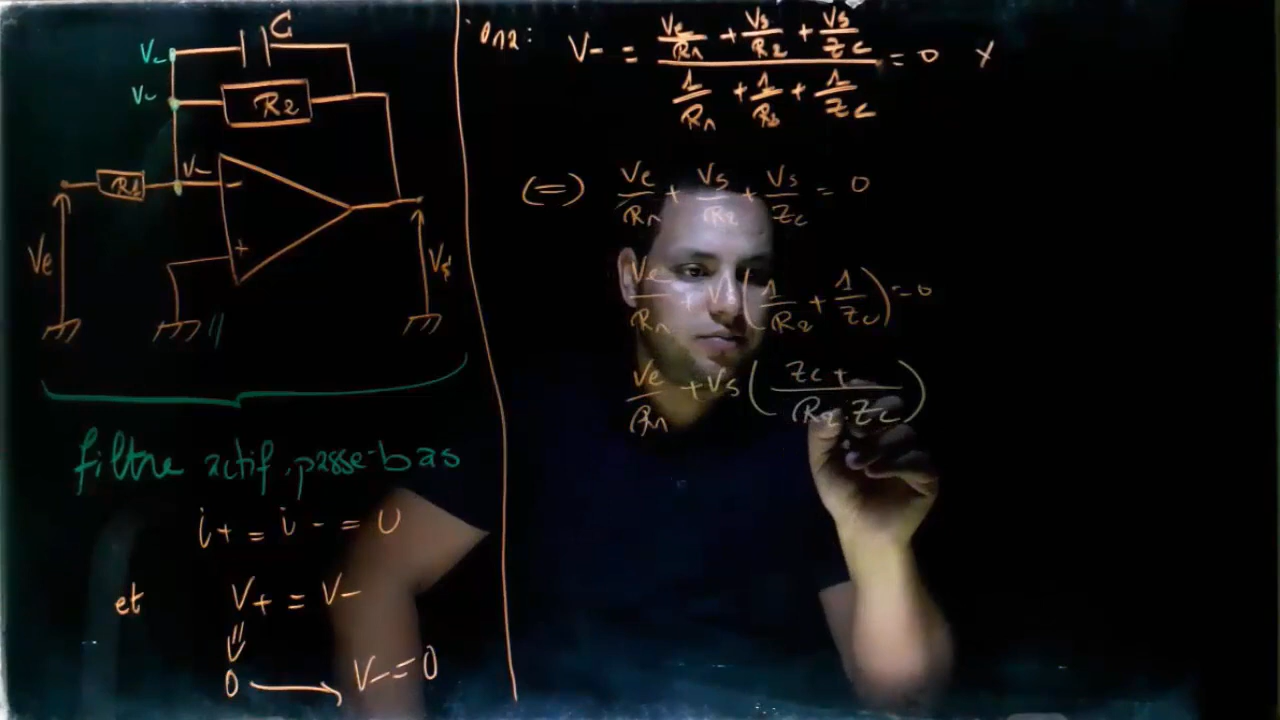 C
V-
V-
R2
R1
V-
-
+
Ve
Vs
filtre actif passe-bas
i+ = i- = 0
et V+ = V-
⇓
0 → V- = 0
V- = (Ve/R1 + Vs/R2 + Vs/Zc) / (1/R1 + 1/R2 + 1/Zc) = 0
(=) Ve/R1 + Vs/R2 + Vs/Zc = 0
Ve/R1 + Vs (1/R2 + 1/Zc) = 0
Ve/R1 + Vs (Zc + / R2.Zc)